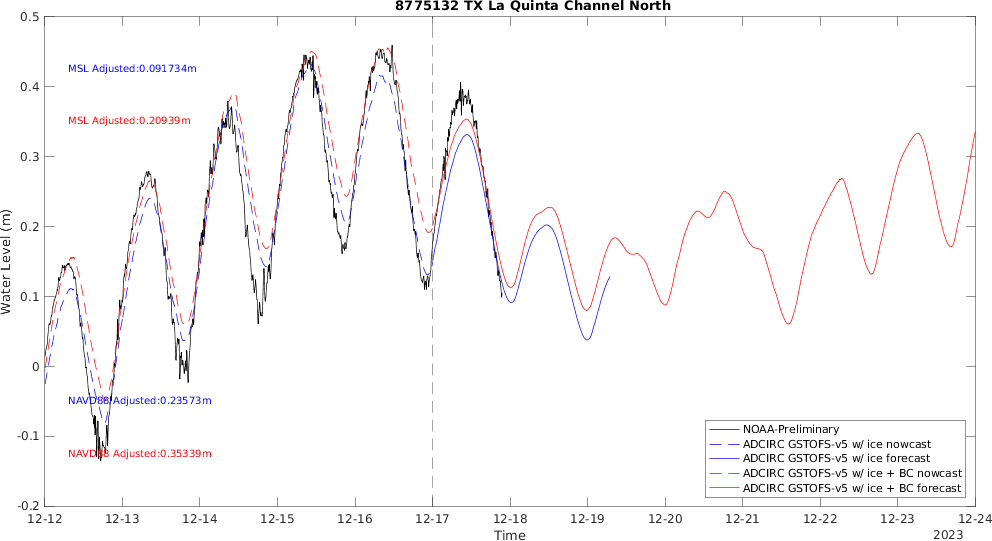 8775132 TX La Quinta Channel North
0.5
0.4
0.3
0.2
0.1
0
-0.1
-0.2
Water Level (m)
MSL Adjusted:0.091734m
MSL Adjusted:0.20939m
NAVD88 Adjusted:0.23573m
NAVD88 Adjusted:0.35339m
NOAA-Preliminary
ADCIRC GSTOFS-v5 w/ ice nowcast
ADCIRC GSTOFS-v5 w/ ice forecast
ADCIRC GSTOFS-v5 w/ ice + BC nowcast
ADCIRC GSTOFS-v5 w/ ice + BC forecast
12-12 12-13 12-14 12-15 12-16 12-17 12-18 12-19 12-20 12-21 12-22 12-23 12-24
Time
2023